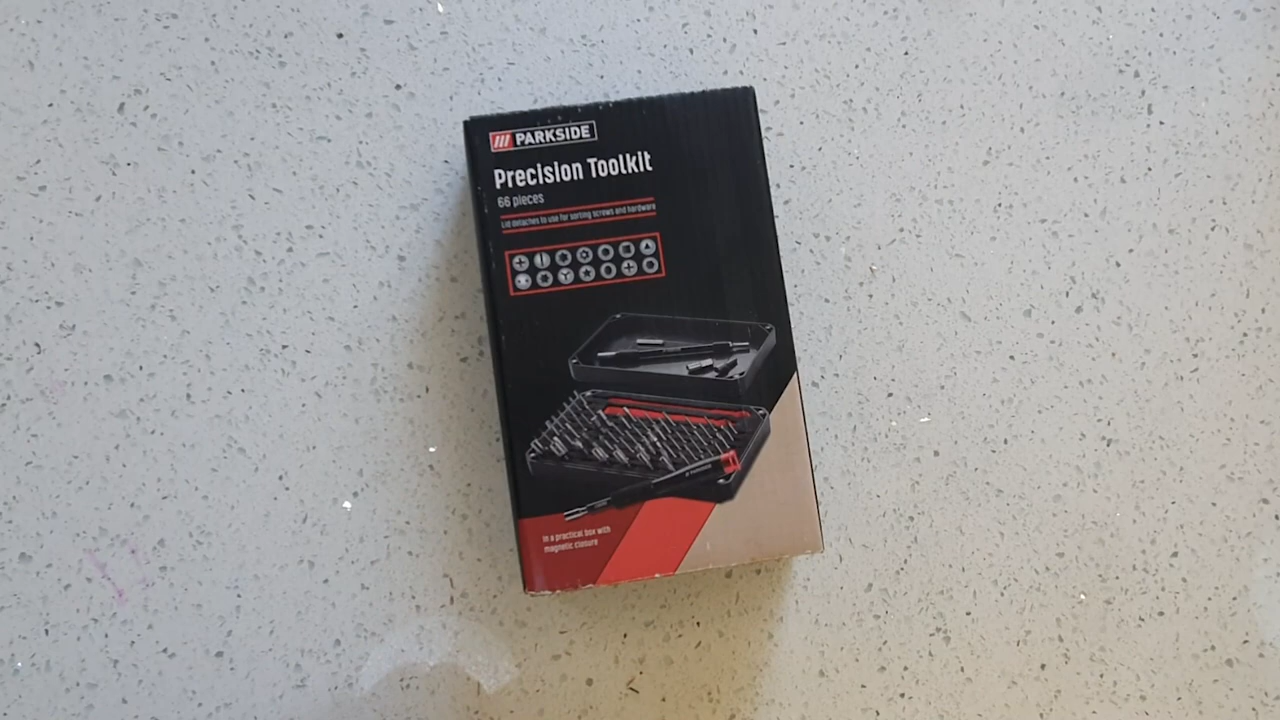 PARKSIDE
Precision Toolkit
66 pieces
Lid detaches to use for sorting screws and hardware
PARKSIDE
In a practical box with
magnetic closure